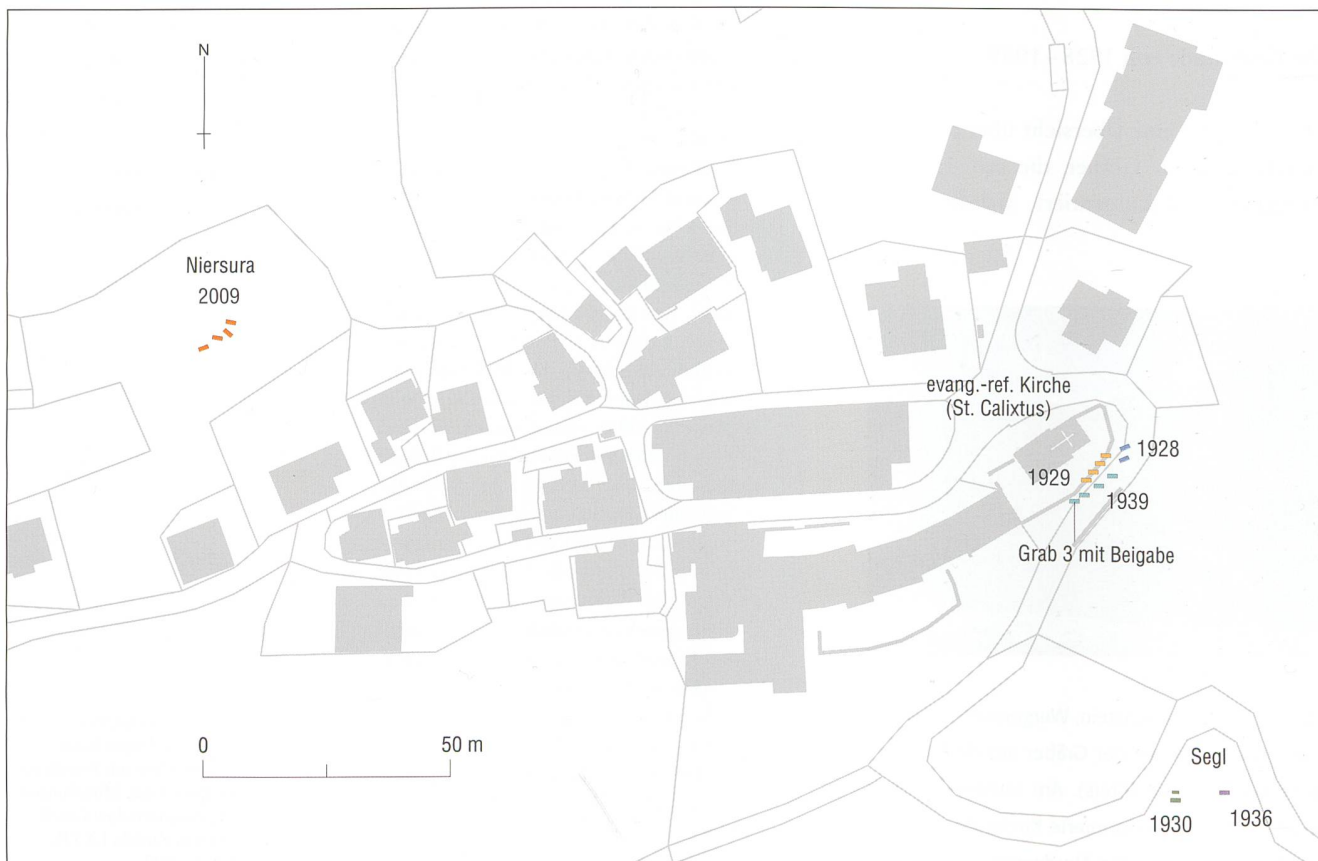 N
Niersura
2009
evang.-ref. Kirche
(St. Calixtus)
1928
1929
1939
Grab 3 mit Beigabe
0 50 m
Segl
1930 1936